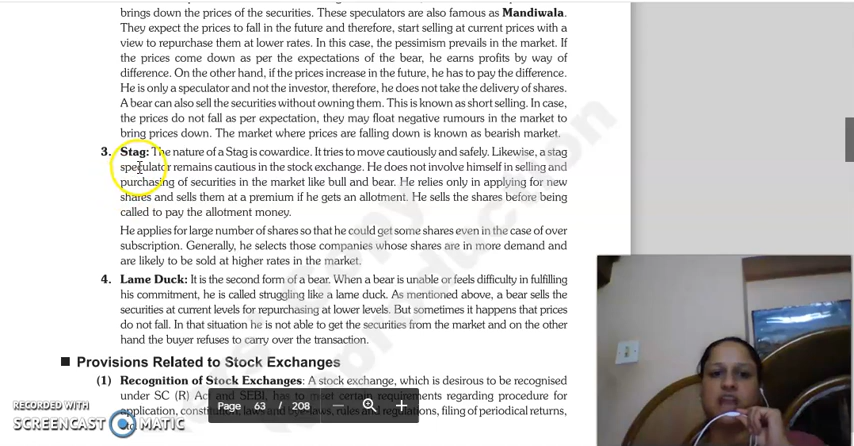 brings down the prices of the securities. These speculators are also famous as Mandiwala.
They expect the prices to fall in the future and therefore, start selling at current prices with a
view to repurchase them at lower rates. In this case, the pessimism prevails in the market. If
the prices come down as per the expectations of the bear, he earns profits by way of
difference. On the other hand, if the prices increase in the future, he has to pay the difference.
He is only a speculator and not the investor, therefore, he does not take the delivery of shares.
A bear can also sell the securities without owning them. This is known as short selling. In case,
the prices do not fall as per expectation, they may float negative rumours in the market to
bring prices down. The market where prices are falling down is known as bearish market.
3. Stag: The nature of a Stag is cowardice. It tries to move cautiously and safely. Likewise, a stag
speculator remains cautious in the stock exchange. He does not involve himself in selling and
purchasing of securities in the market like bull and bear. He relies only in applying for new
shares and sells them at a premium if he gets an allotment. He sells the shares before being
called to pay the allotment money.
He applies for large number of shares so that he could get some shares even in the case of over
subscription. Generally, he selects those companies whose shares are in more demand and
are likely to be sold at higher rates in the market.
4. Lame Duck: It is the second form of a bear. When a bear is unable or feels difficulty in fulfilling
his commitment, he is called struggling like a lame duck. As mentioned above, a bear sells the
securities at current levels for repurchasing at lower levels. But sometimes it happens that prices
do not fall. In that situation he is not able to get the securities from the market and on the other
hand the buyer refuses to carry over the transaction.
■ Provisions Related to Stock Exchanges
(1) Recognition of Stock Exchanges: A stock exchange, which is desirous to be recognised
under SC (R) Act and SEBI, has to meet certain requirements regarding procedure for
application, laws and bye-laws, rules and regulations, filing of periodical returns,
Page 63 / 208
RECORDED WITH
SCREENCAST MATIC